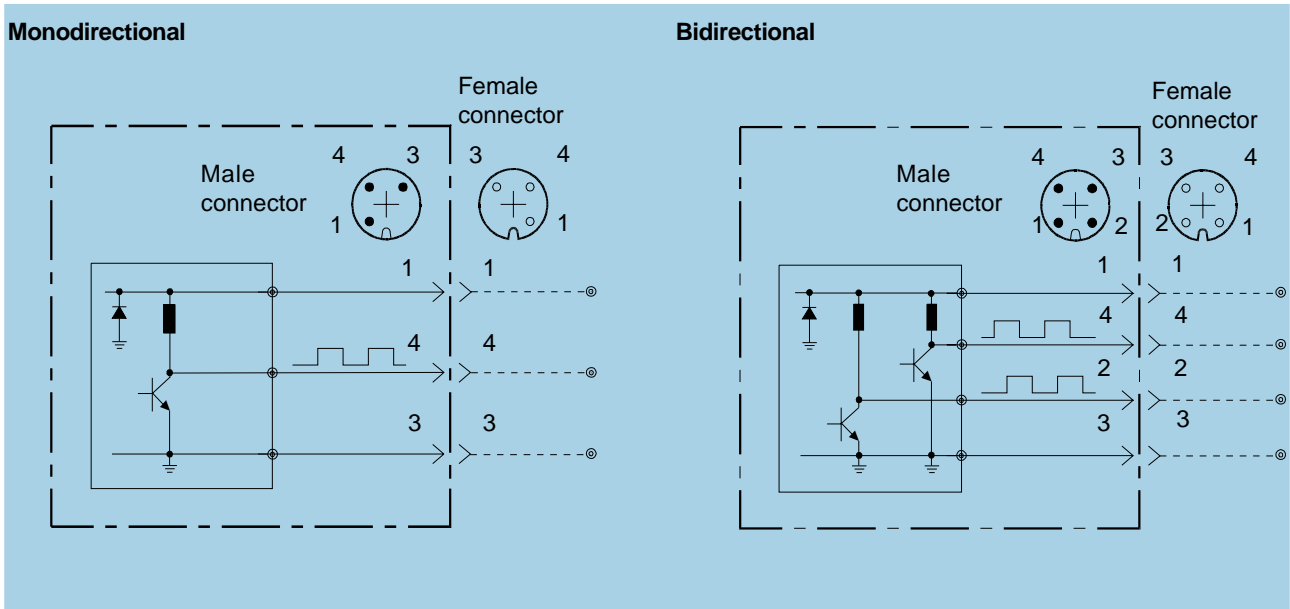 Monodirectional
Bidirectional
Female
connector
Female
connector
Male
connector
4 3
3 4
1
1
Male
connector
4 3
3 4
1 2
2 1
1 1
4 4
3 3
1 1
4 4
2 2
3 3